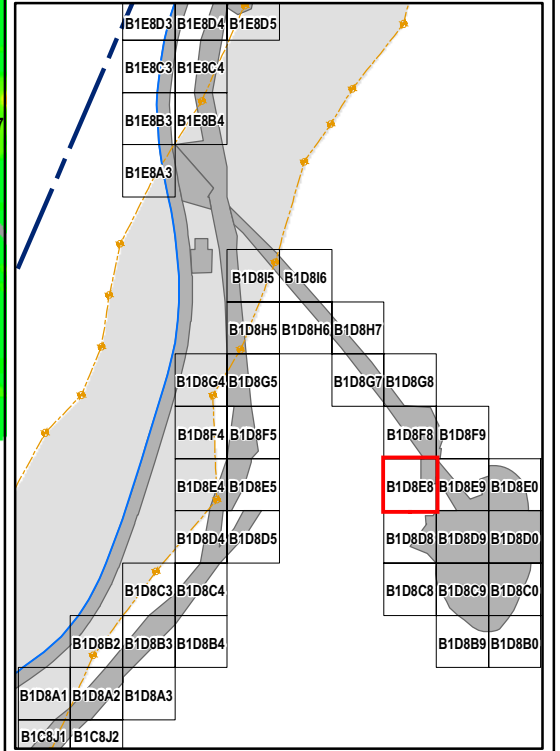 B1E8D3 B1E8D4 B1E8D5
B1E8C3 B1E8C4
B1E8B3 B1E8B4
B1E8A3
B1D8I5 B1D8I6
B1D8H5 B1D8H6 B1D8H7
B1D8G4 B1D8G5 B1D8G7 B1D8G8
B1D8F4 B1D8F5 B1D8F8 B1D8F9
B1D8E4 B1D8E5 B1D8E8 B1D8E9 B1D8E0
B1D8D4 B1D8D5 B1D8D8 B1D8D9 B1D8D0
B1D8C3 B1D8C4 B1D8C8 B1D8C9 B1D8C0
B1D8B2 B1D8B3 B1D8B4 B1D8B9 B1D8B0
B1D8A1 B1D8A2 B1D8A3
B1C8J1 B1C8J2